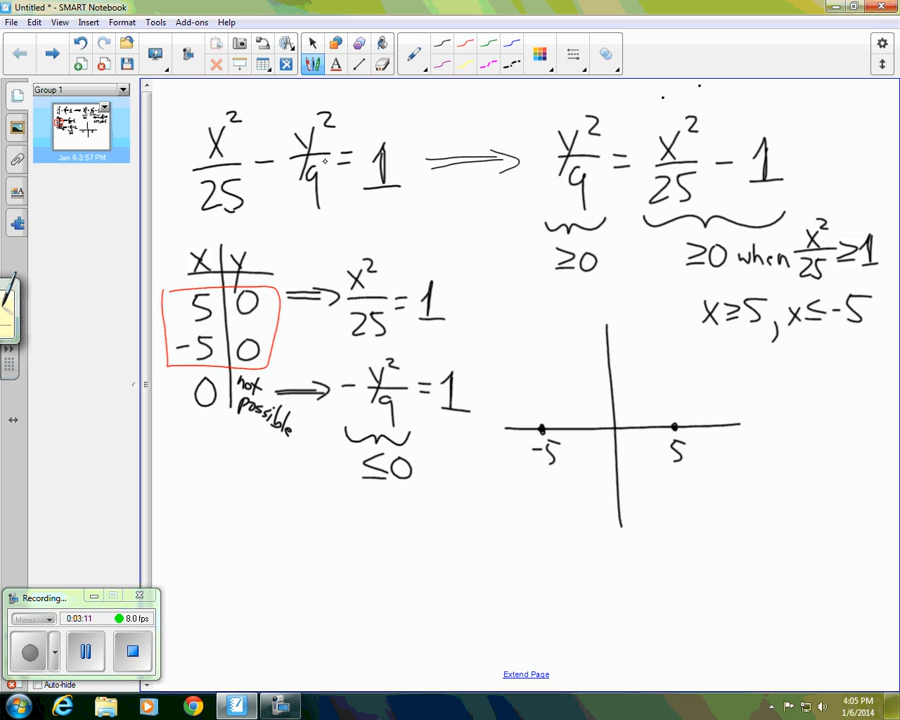 Untitled * - SMART Notebook
File Edit View Insert Format Tools Add-ons Help
Group 1
Jan 6-3:57 PM
x²/25 - y²/9 = 1 ⟹ y²/9 = x²/25 - 1
≥0 ≥0 when x²/25 ≥ 1
x≥5, x≤-5
x y
5 0 ⟹ x²/25 = 1
-5 0
0 not possible ⟹ - y²/9 = 1
≤0
-5 5
Recording...
Menu 0:03:11 8.0 fps
Auto-hide
Extend Page
4:05 PM
1/6/2014